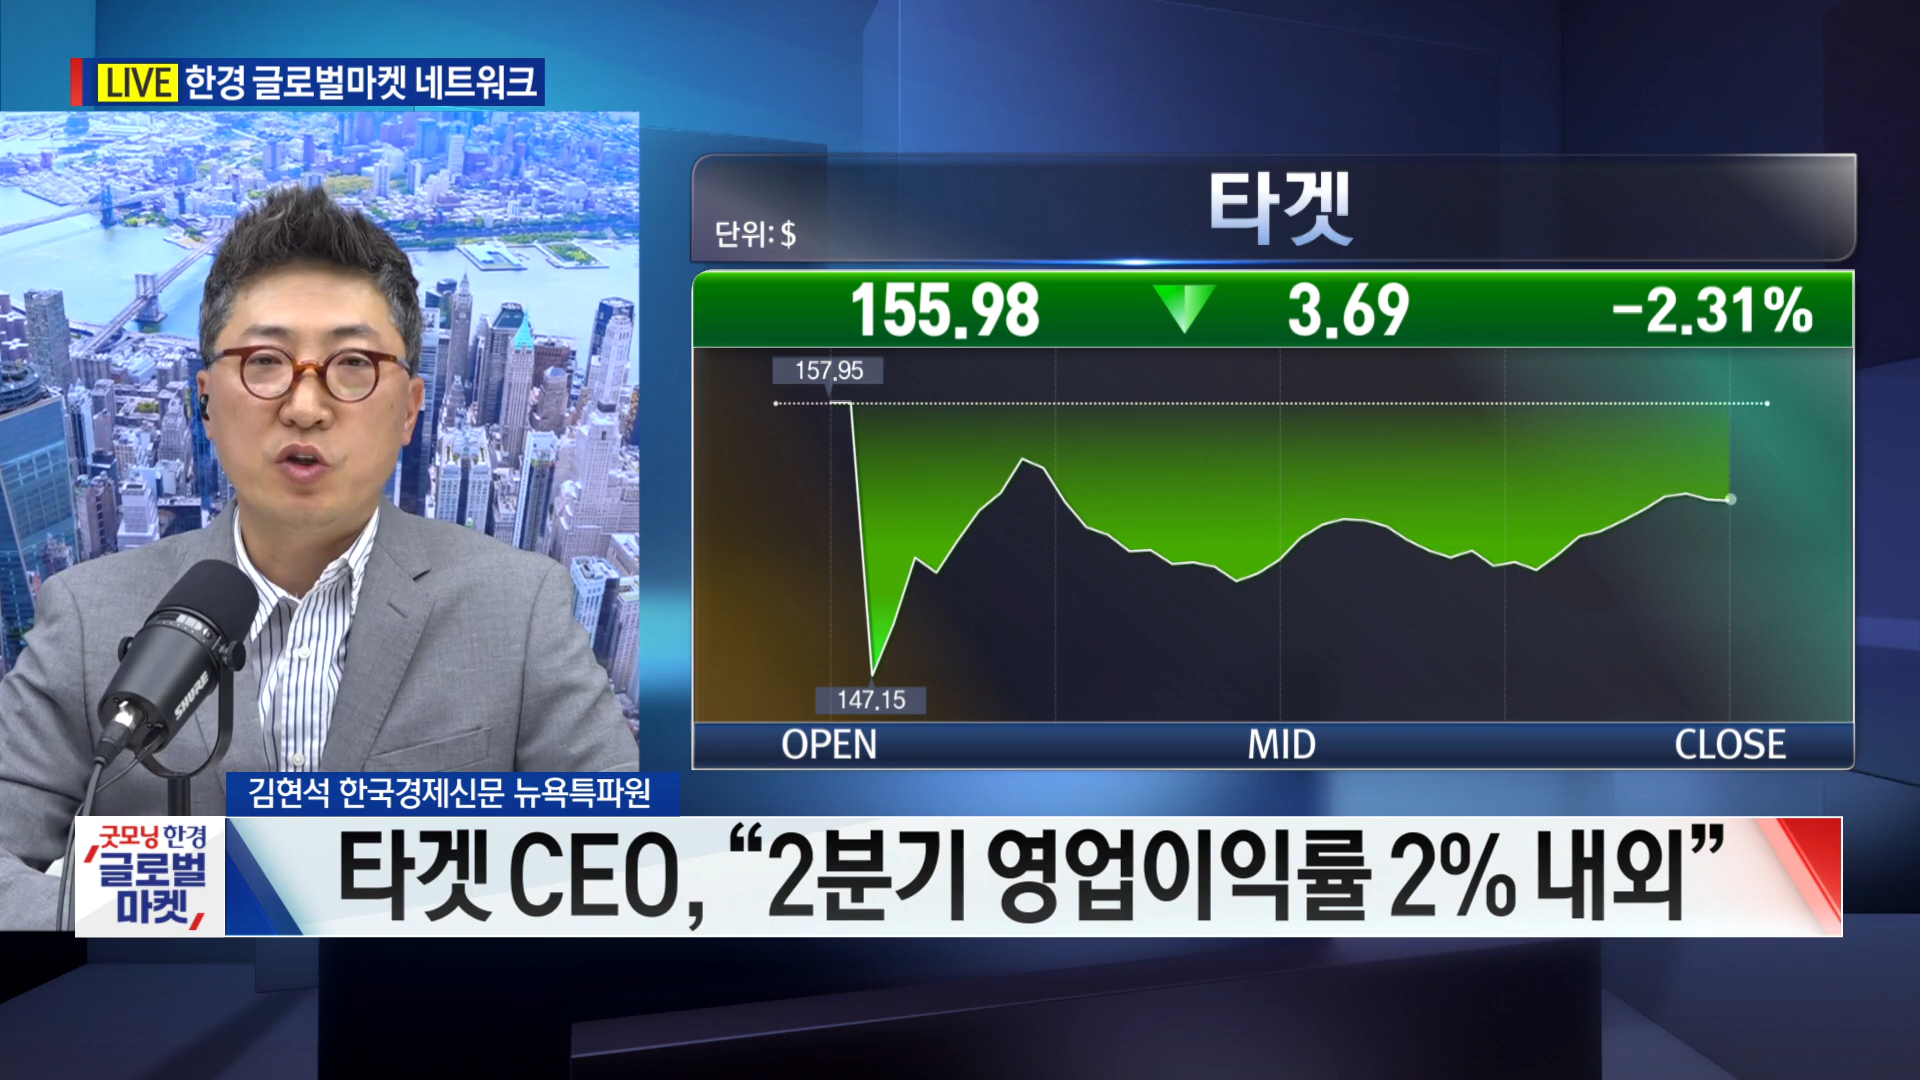 LIVE 한경 글로벌마켓 네트워크
타겟
단위: $
155.98 3.69 -2.31%
157.95
147.15
OPEN MID CLOSE
SHURE
김현석 한국경제신문 뉴욕특파원
굿모닝 한경
글로벌
마켓
타겟 CEO, “2분기 영업이익률 2% 내외”